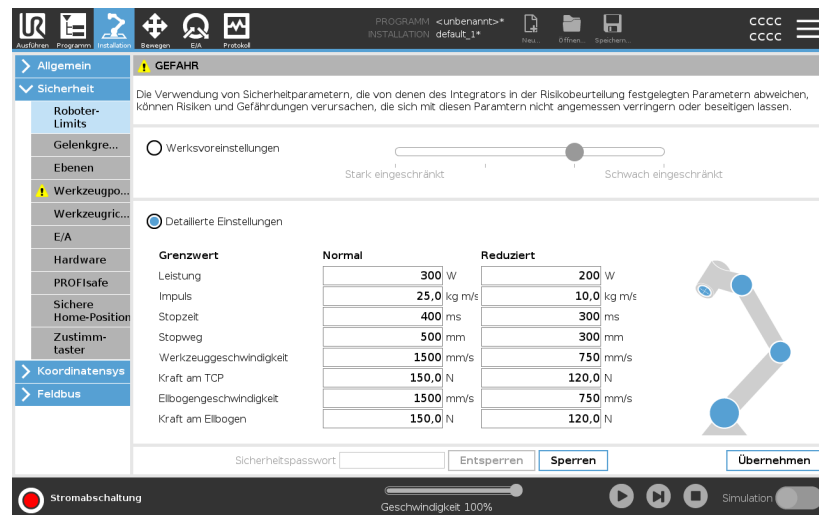 PROGRAMM <unbenannt>*
INSTALLATION default_1*
Neu... Öffnen... Speichern...
CCCC
CCCC
Ausführen Programm Installation Bewegen E/A Protokoll
Allgemein
Sicherheit
Roboter-
Limits
Gelenkgre...
Ebenen
Werkzeugpo...
Werkzeugric...
E/A
Hardware
PROFIsafe
Sichere
Home-Position
Zustimm-
taster
Koordinatensys
Feldbus
GEFAHR
Die Verwendung von Sicherheitparametern, die von denen des Integrators in der Risikobeurteilung festgelegten Parametern abweichen,
können Risiken und Gefährdungen verursachen, die sich mit diesen Paramtern nicht angemessen verringern oder beseitigen lassen.
Werksvoreinstellungen
Stark eingeschränkt Schwach eingeschränkt
Detailierte Einstellungen
Grenzwert Normal Reduziert
Leistung 300 W 200 W
Impuls 25,0 kg m/s 10,0 kg m/s
Stopzeit 400 ms 300 ms
Stopweg 500 mm 300 mm
Werkzeuggeschwindigkeit 1500 mm/s 750 mm/s
Kraft am TCP 150,0 N 120,0 N
Ellbogengeschwindigkeit 1500 mm/s 750 mm/s
Kraft am Ellbogen 150,0 N 120,0 N
Sicherheitspasswort Entsperren Sperren Übernehmen
Stromabschaltung
Geschwindigkeit 100%
Simulation